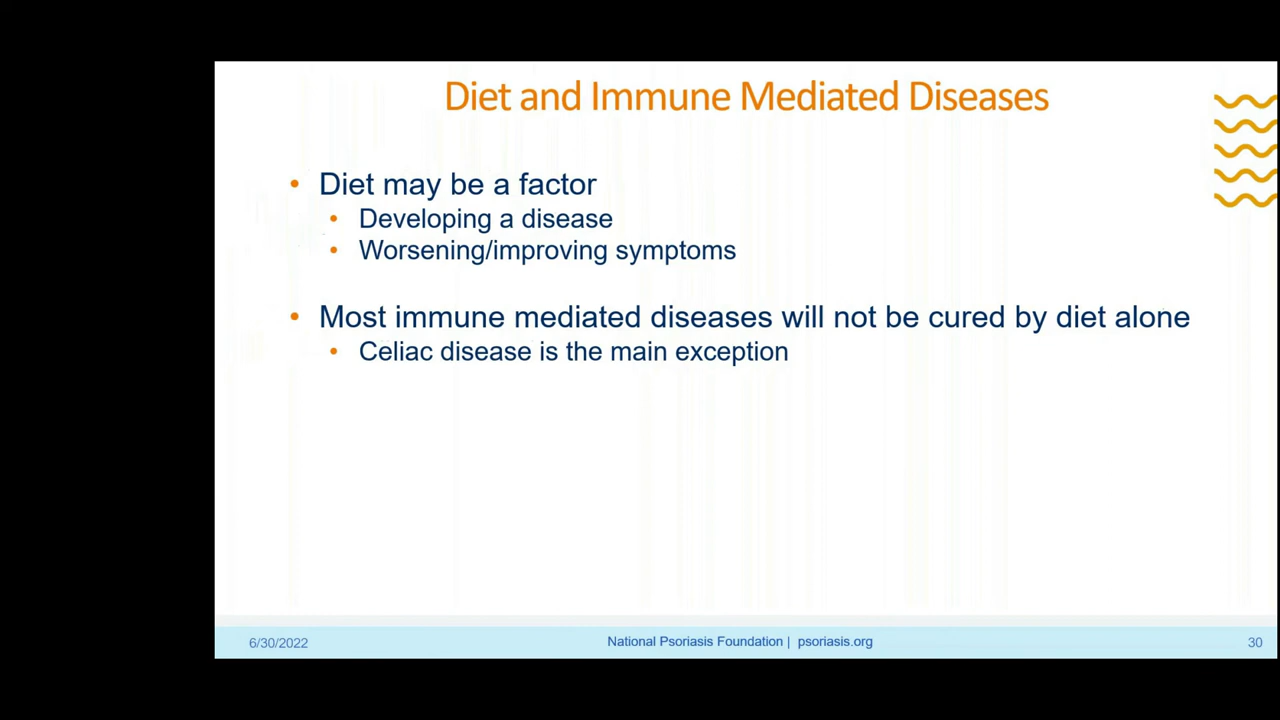 Diet and Immune Mediated Diseases
• Diet may be a factor
• Developing a disease
• Worsening/improving symptoms
• Most immune mediated diseases will not be cured by diet alone
• Celiac disease is the main exception
6/30/2022
National Psoriasis Foundation | psoriasis.org
30